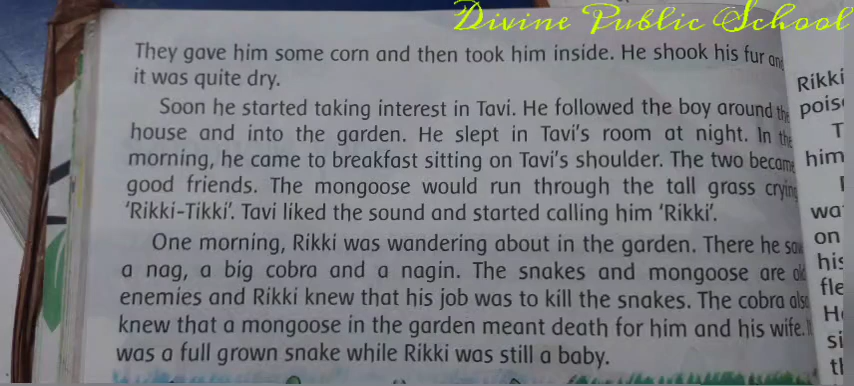 Divine Public School
They gave him some corn and then took him inside. He shook his fur and
it was quite dry.
Soon he started taking interest in Tavi. He followed the boy around the
house and into the garden. He slept in Tavi's room at night. In the
morning, he came to breakfast sitting on Tavi's shoulder. The two became
good friends. The mongoose would run through the tall grass crying
'Rikki-Tikki'. Tavi liked the sound and started calling him 'Rikki'.
One morning, Rikki was wandering about in the garden. There he saw
a nag, a big cobra and a nagin. The snakes and mongoose are old
enemies and Rikki knew that his job was to kill the snakes. The cobra also
knew that a mongoose in the garden meant death for him and his wife. It
was a full grown snake while Rikki was still a baby.
Rikki
him
on
his